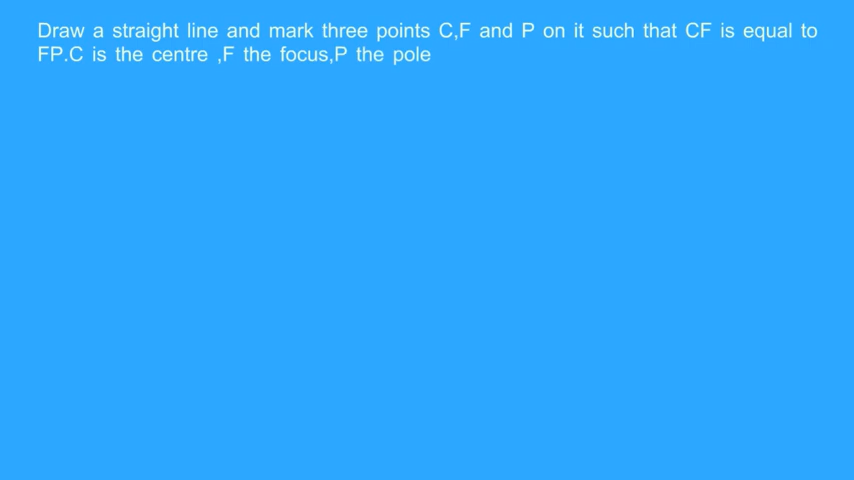 Draw a straight line and mark three points C,F and P on it such that CF is equal to
FP.C is the centre ,F the focus,P the pole